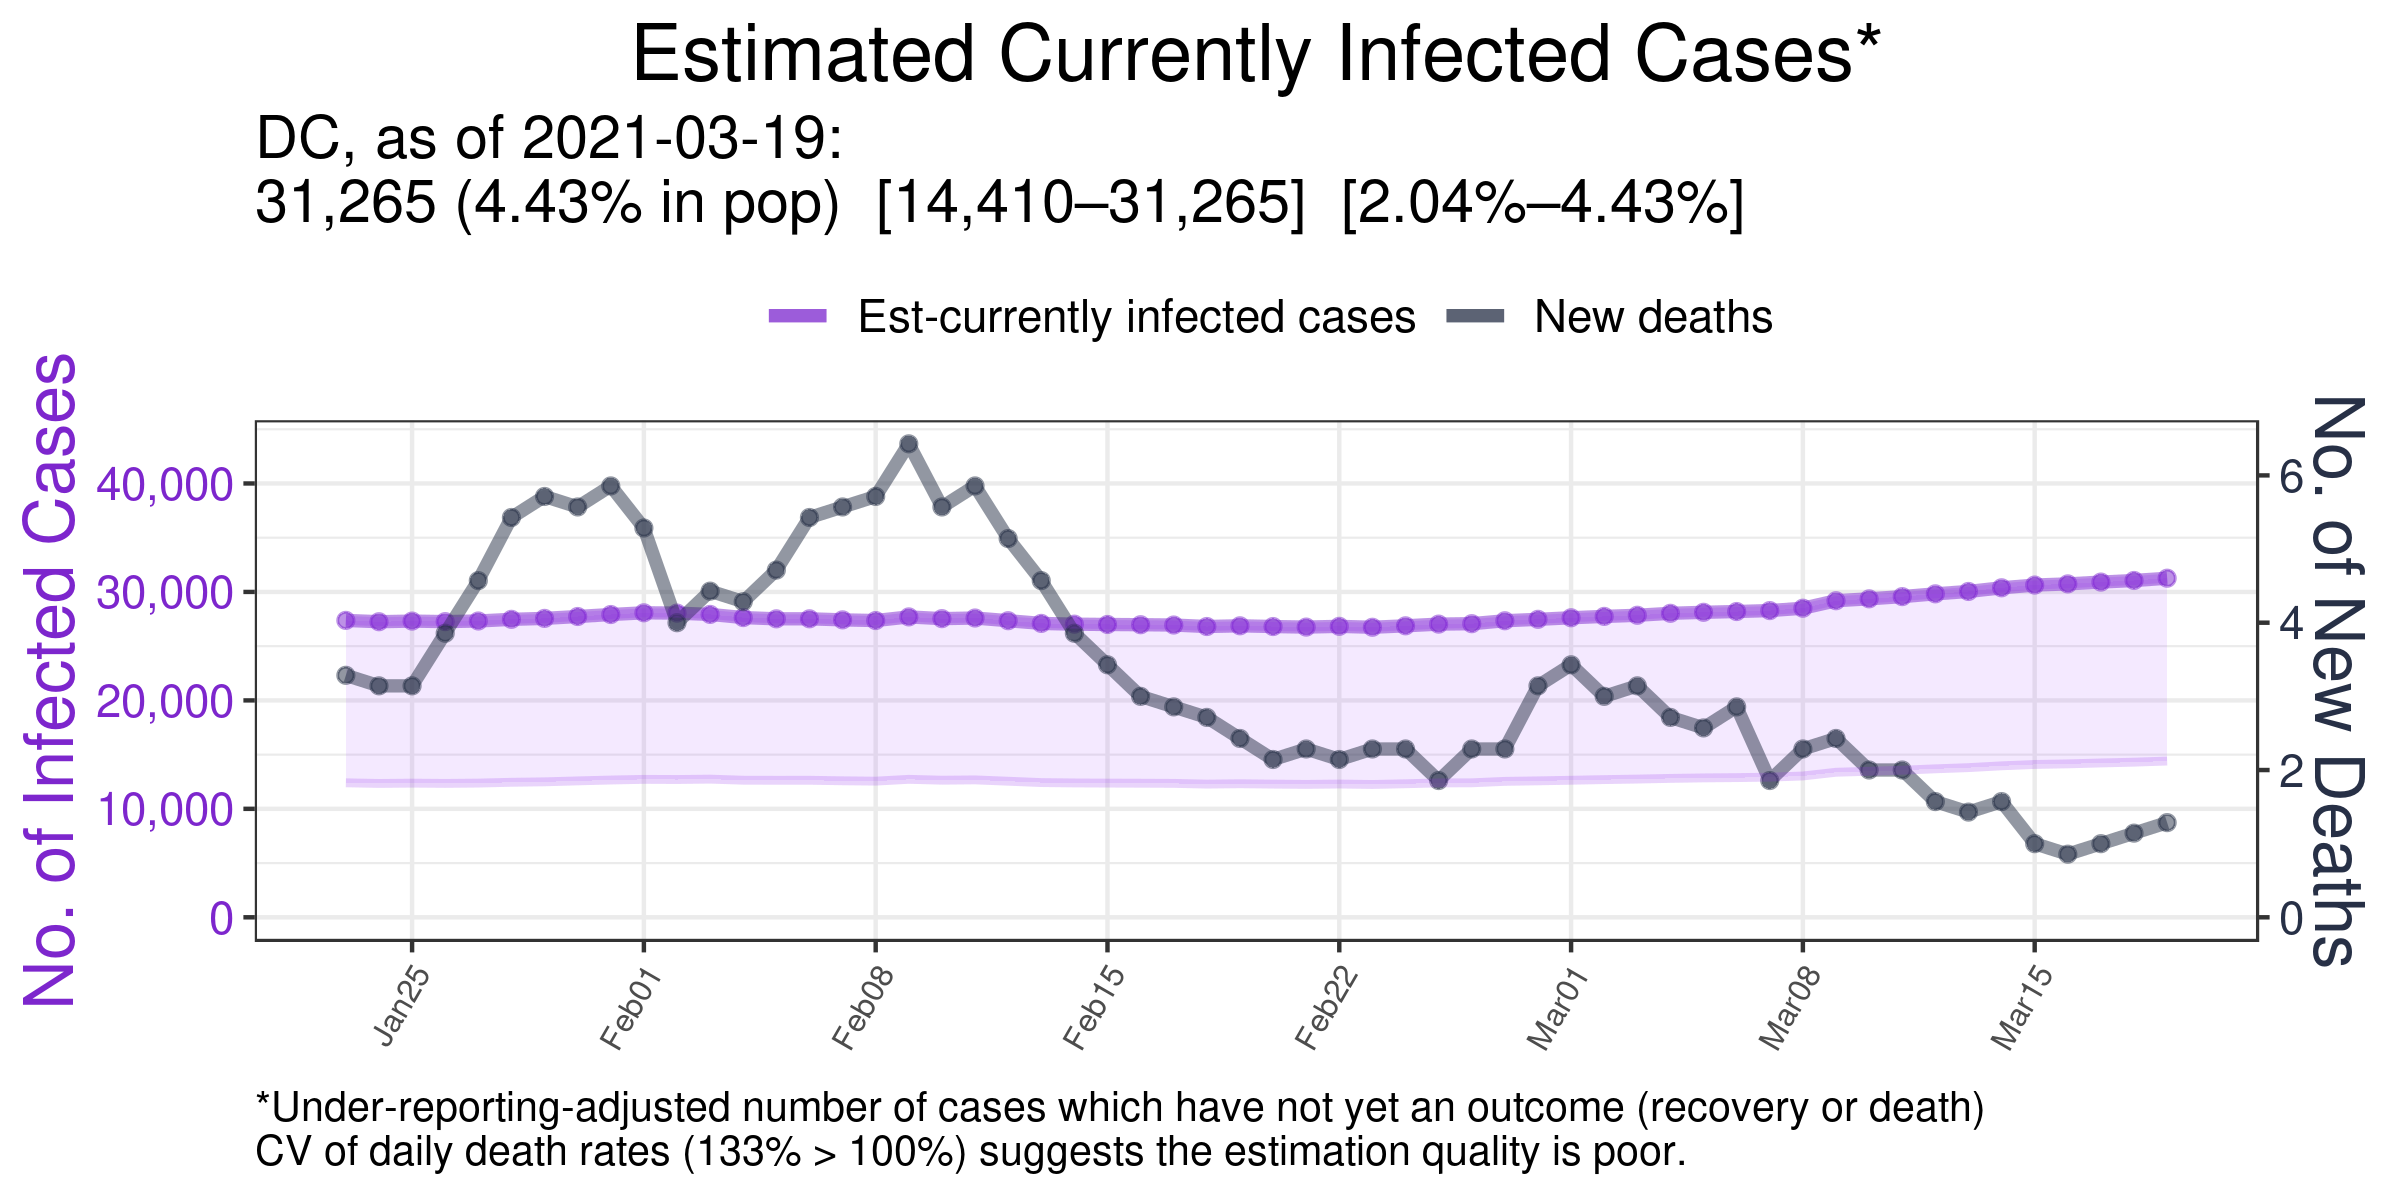 Estimated Currently Infected Cases*
DC, as of 2021-03-19:
31,265 (4.43% in pop)  [14,410–31,265]  [2.04%–4.43%]
Est-currently infected cases
New deaths
No. of Infected Cases
40,000
30,000
20,000
10,000
0
6
4
2
0
No. of New Deaths
Jan25
Feb01
Feb08
Feb15
Feb22
Mar01
Mar08
Mar15
*Under-reporting-adjusted number of cases which have not yet an outcome (recovery or death)
CV of daily death rates (133% > 100%) suggests the estimation quality is poor.